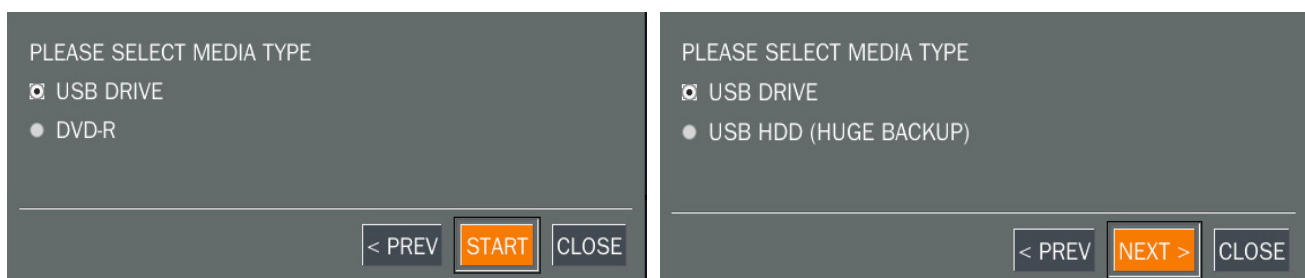 PLEASE SELECT MEDIA TYPE
USB DRIVE
DVD-R
< PREV START CLOSE
PLEASE SELECT MEDIA TYPE
USB DRIVE
USB HDD (HUGE BACKUP)
< PREV NEXT > CLOSE